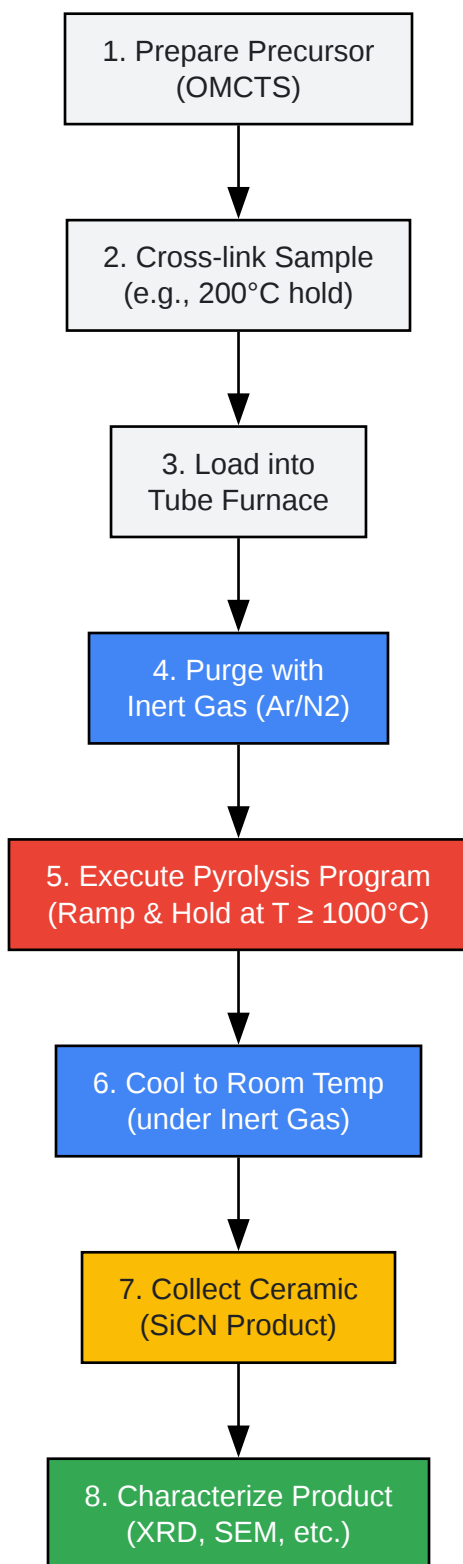 1. Prepare Precursor
(OMCTS)
2. Cross-link Sample
(e.g., 200°C hold)
3. Load into
Tube Furnace
4. Purge with
Inert Gas (Ar/N2)
5. Execute Pyrolysis Program
(Ramp & Hold at T ≥ 1000°C)
6. Cool to Room Temp
(under Inert Gas)
7. Collect Ceramic
(SiCN Product)
8. Characterize Product
(XRD, SEM, etc.)